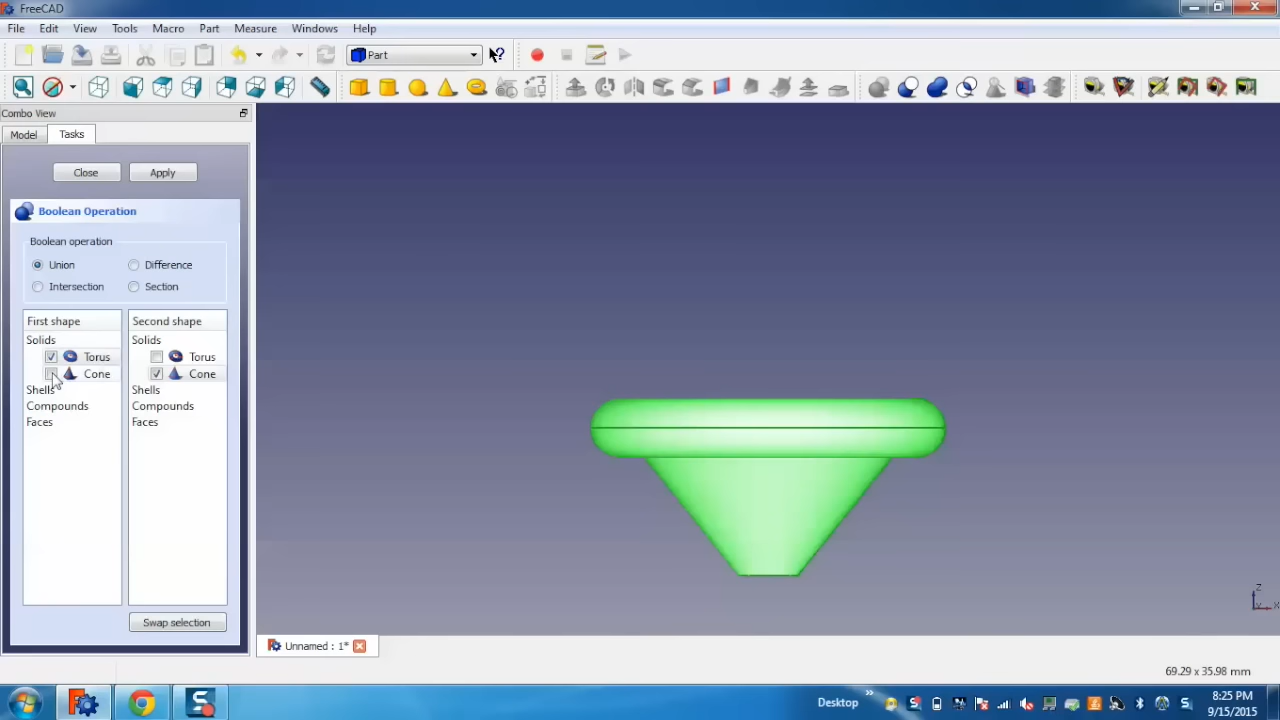 FreeCAD
File Edit View Tools Macro Part Measure Windows Help
Part
Combo View
Model Tasks
Close Apply
Boolean Operation
Boolean operation
Union Difference
Intersection Section
First shape Second shape
Solids Solids
Torus Torus
Cone Cone
Shells Shells
Compounds Compounds
Faces Faces
Swap selection
Z
X
Unnamed : 1*
69.29 x 35.98 mm
Desktop »
8:25 PM
9/15/2015